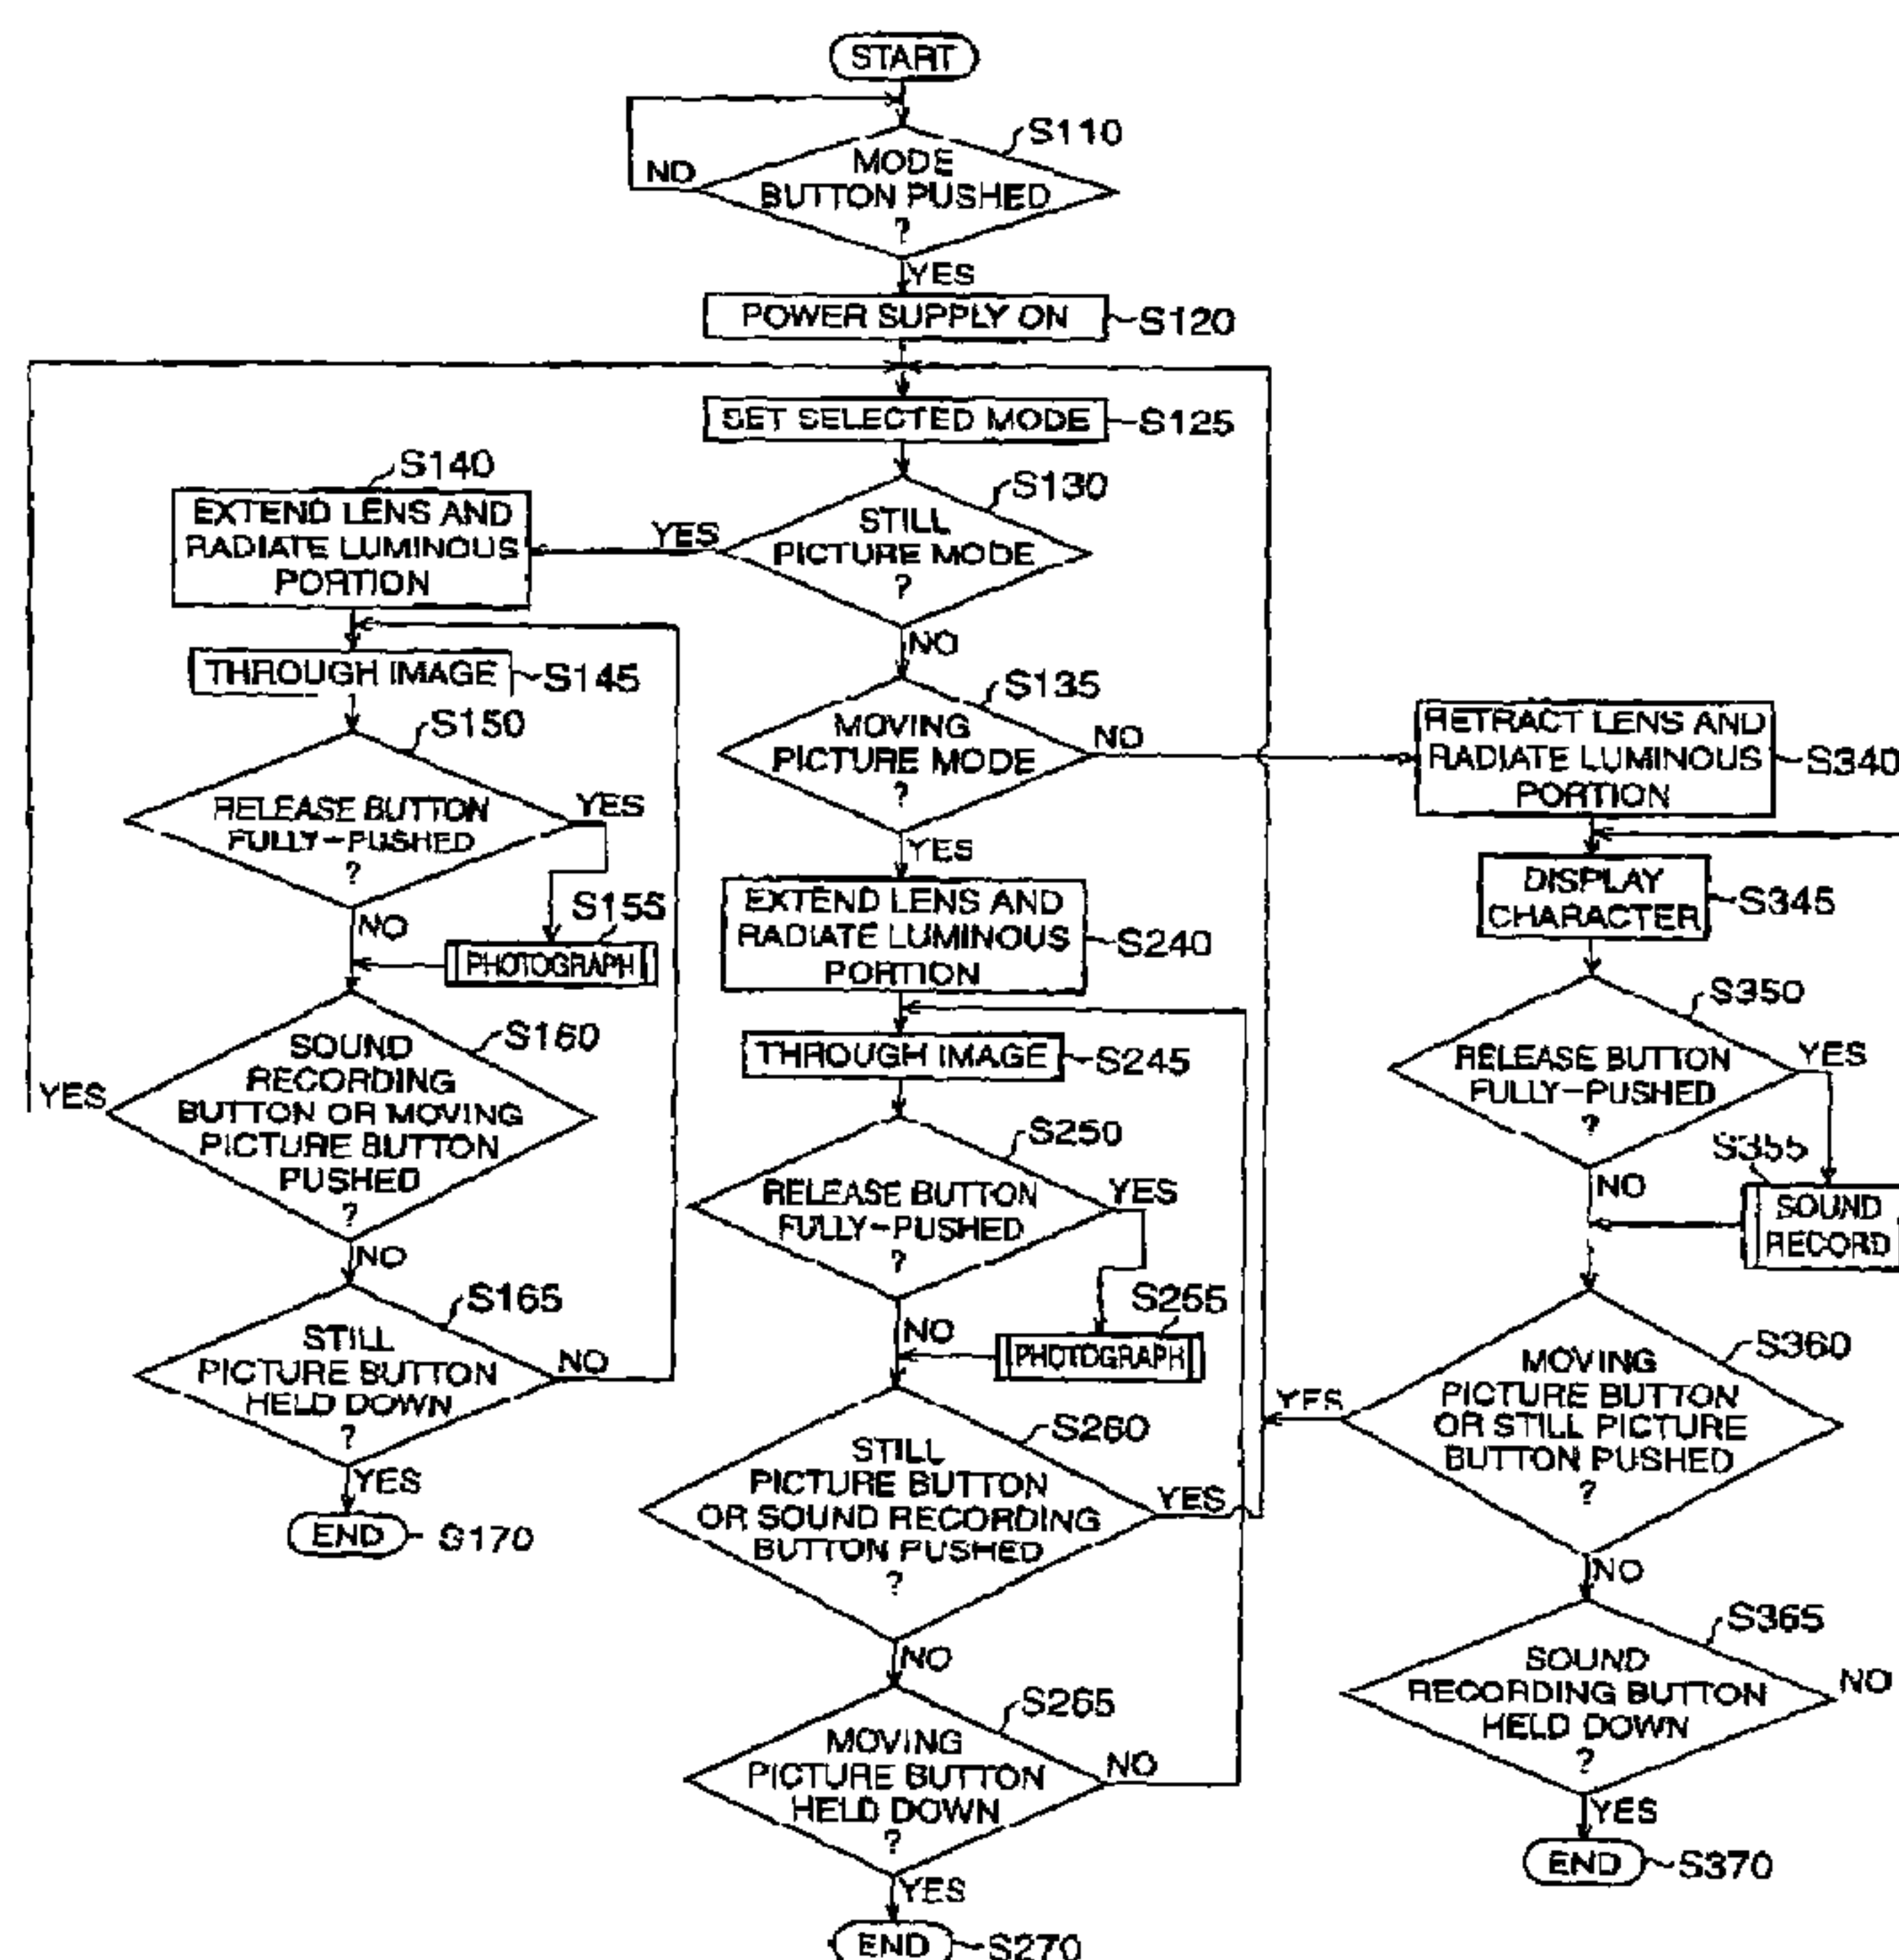 START
S110
MODE
BUTTON PUSHED
?
NO
YES
POWER SUPPLY ON
S120
SET SELECTED MODE
S125
S130
STILL
PICTURE MODE
?
YES
NO
S140
EXTEND LENS AND
RADIATE LUMINOUS
PORTION
THROUGH IMAGE
S145
S150
RELEASE BUTTON
FULLY-PUSHED
?
YES
NO
S155
PHOTOGRAPH
S160
SOUND
RECORDING
BUTTON OR MOVING
PICTURE BUTTON
PUSHED
?
YES
NO
S165
STILL
PICTURE BUTTON
HELD DOWN
?
NO
YES
END
S170
S135
MOVING
PICTURE MODE
?
NO
YES
EXTEND LENS AND
RADIATE LUMINOUS
PORTION
S240
THROUGH IMAGE
S245
S250
RELEASE BUTTON
FULLY-PUSHED
?
YES
NO
S255
PHOTOGRAPH
S260
STILL
PICTURE BUTTON
OR SOUND RECORDING
BUTTON PUSHED
?
YES
NO
S265
MOVING
PICTURE BUTTON
HELD DOWN
?
NO
YES
END
S270
RETRACT LENS AND
RADIATE LUMINOUS
PORTION
S340
DISPLAY
CHARACTER
S345
S350
RELEASE BUTTON
FULLY-PUSHED
?
YES
NO
S355
SOUND
RECORD
S360
MOVING
PICTURE BUTTON
OR STILL PICTURE
BUTTON PUSHED
?
YES
NO
S365
SOUND
RECORDING BUTTON
HELD DOWN
?
NO
YES
END
S370